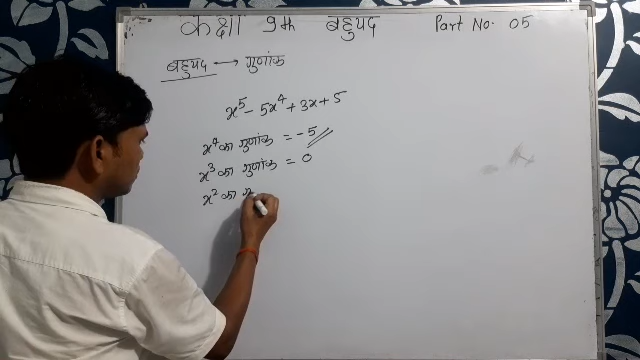 कक्षा 9th बहुपद Part No. 05
बहुपद → गुणांक
x⁵ - 5x⁴ + 3x + 5
x⁴ का गुणांक = -5
x³ का गुणांक = 0
x² का